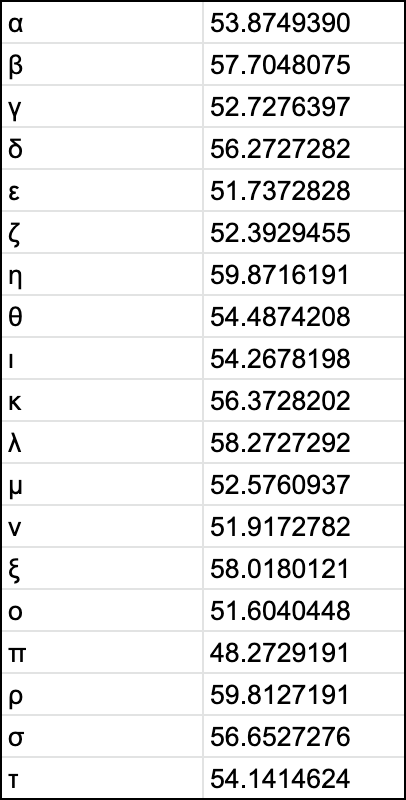 α 53.8749390
β 57.7048075
γ 52.7276397
δ 56.2727282
ε 51.7372828
ζ 52.3929455
η 59.8716191
θ 54.4874208
ι 54.2678198
κ 56.3728202
λ 58.2727292
μ 52.5760937
ν 51.9172782
ξ 58.0180121
ο 51.6040448
π 48.2729191
ρ 59.8127191
σ 56.6527276
τ 54.1414624